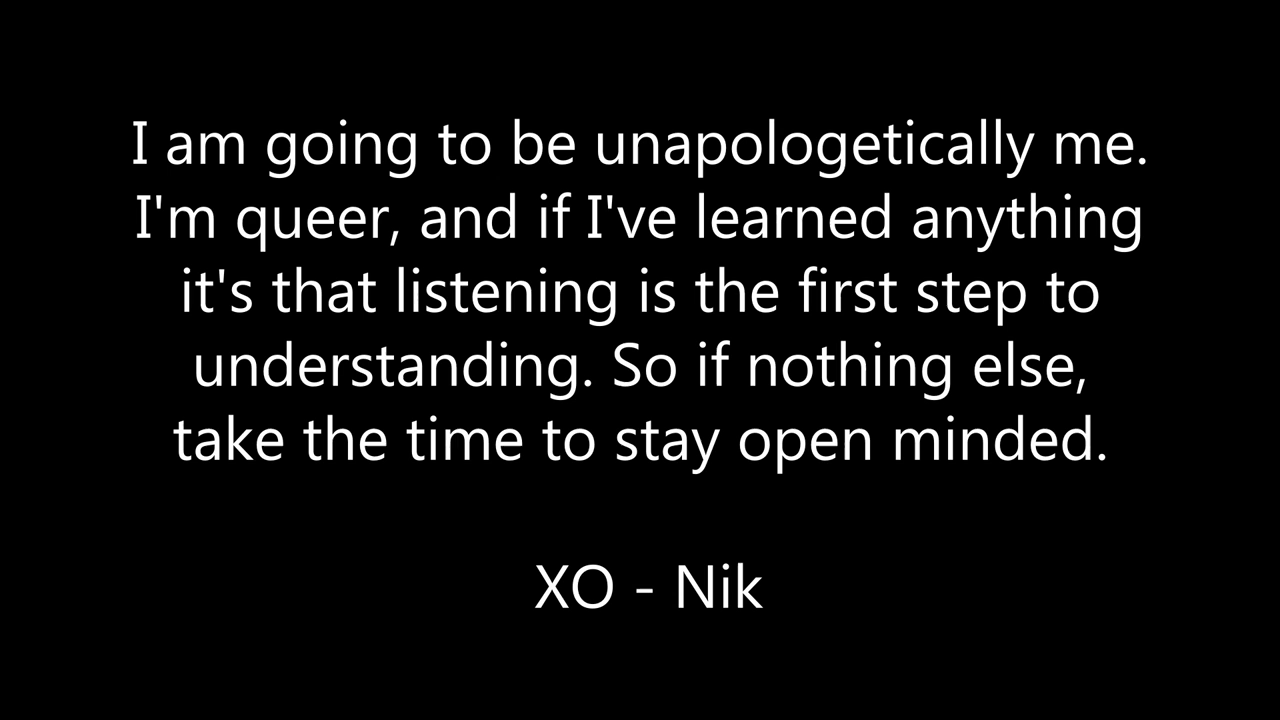 I am going to be unapologetically me.
I'm queer, and if I've learned anything
it's that listening is the first step to
understanding. So if nothing else,
take the time to stay open minded.
XO - Nik